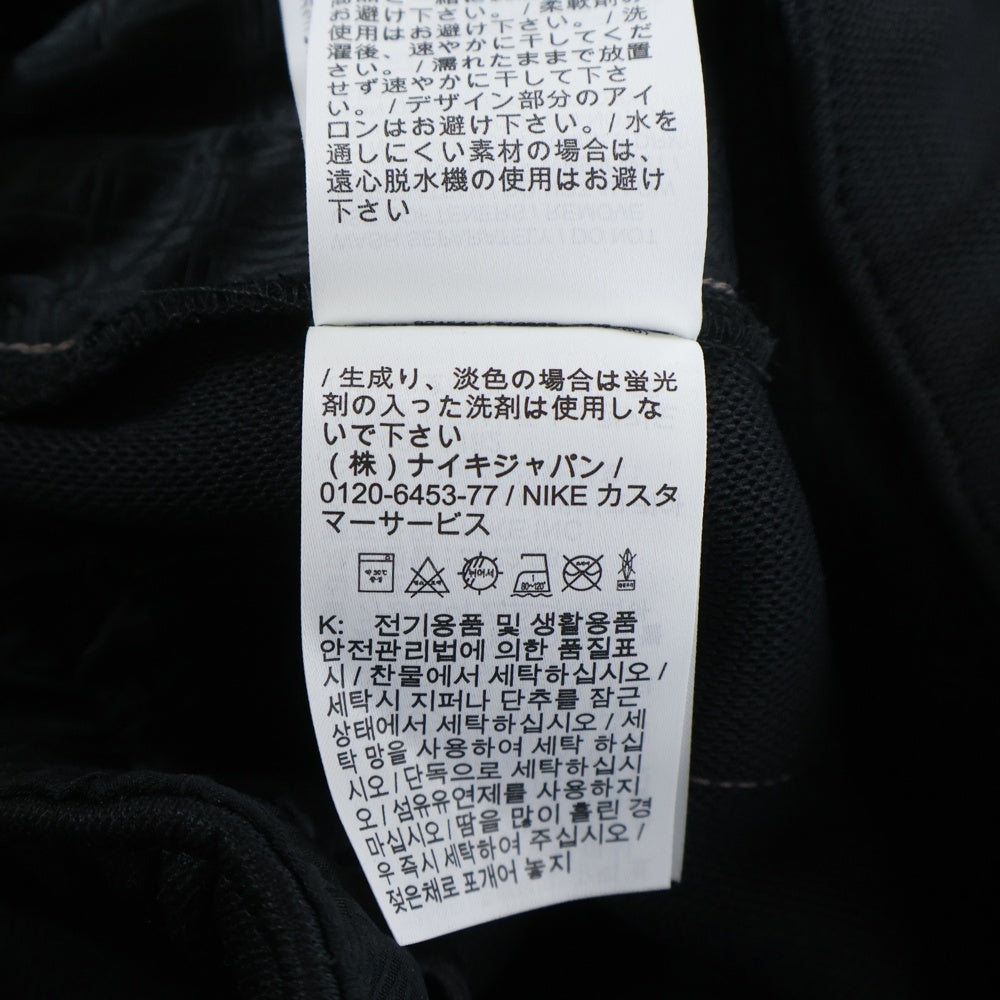 お避け下さい。/ 柔軟剤の
使用はお避け下さい。/ 洗
濯後、速やかに干してくだ
さい。/ 濡れたままで放置
せず速やかに干して下さ
い。/ デザイン部分のアイ
ロンはお避け下さい。/ 水を
通しにくい素材の場合は、
遠心脱水機の使用はお避け
下さい
/ 生成り、淡色の場合は蛍光
剤の入った洗剤は使用しな
いで下さい
(株) ナイキジャパン /
0120-6453-77 / NIKE カスタ
マーサービス
약 30℃
중성
뉘어서
80~120°
K: 전기용품 및 생활용품
안전관리법에 의한 품질표
시 / 찬물에서 세탁하십시오 /
세탁시 지퍼나 단추를 잠근
상태에서 세탁하십시오 / 세
탁 망을 사용하여 세탁 하십
시오 / 단독으로 세탁하십시
오 / 섬유유연제를 사용하지
마십시오 / 땀을 많이 흘린 경
우 즉시 세탁하여 주십시오 /
젖은채로 포개어 놓지